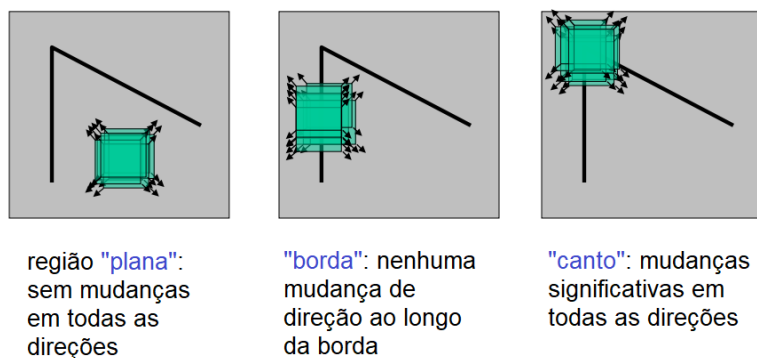 região "plana":
sem mudanças
em todas as
direções
"borda": nenhuma
mudança de
direção ao longo
da borda
"canto": mudanças
significativas em
todas as direções